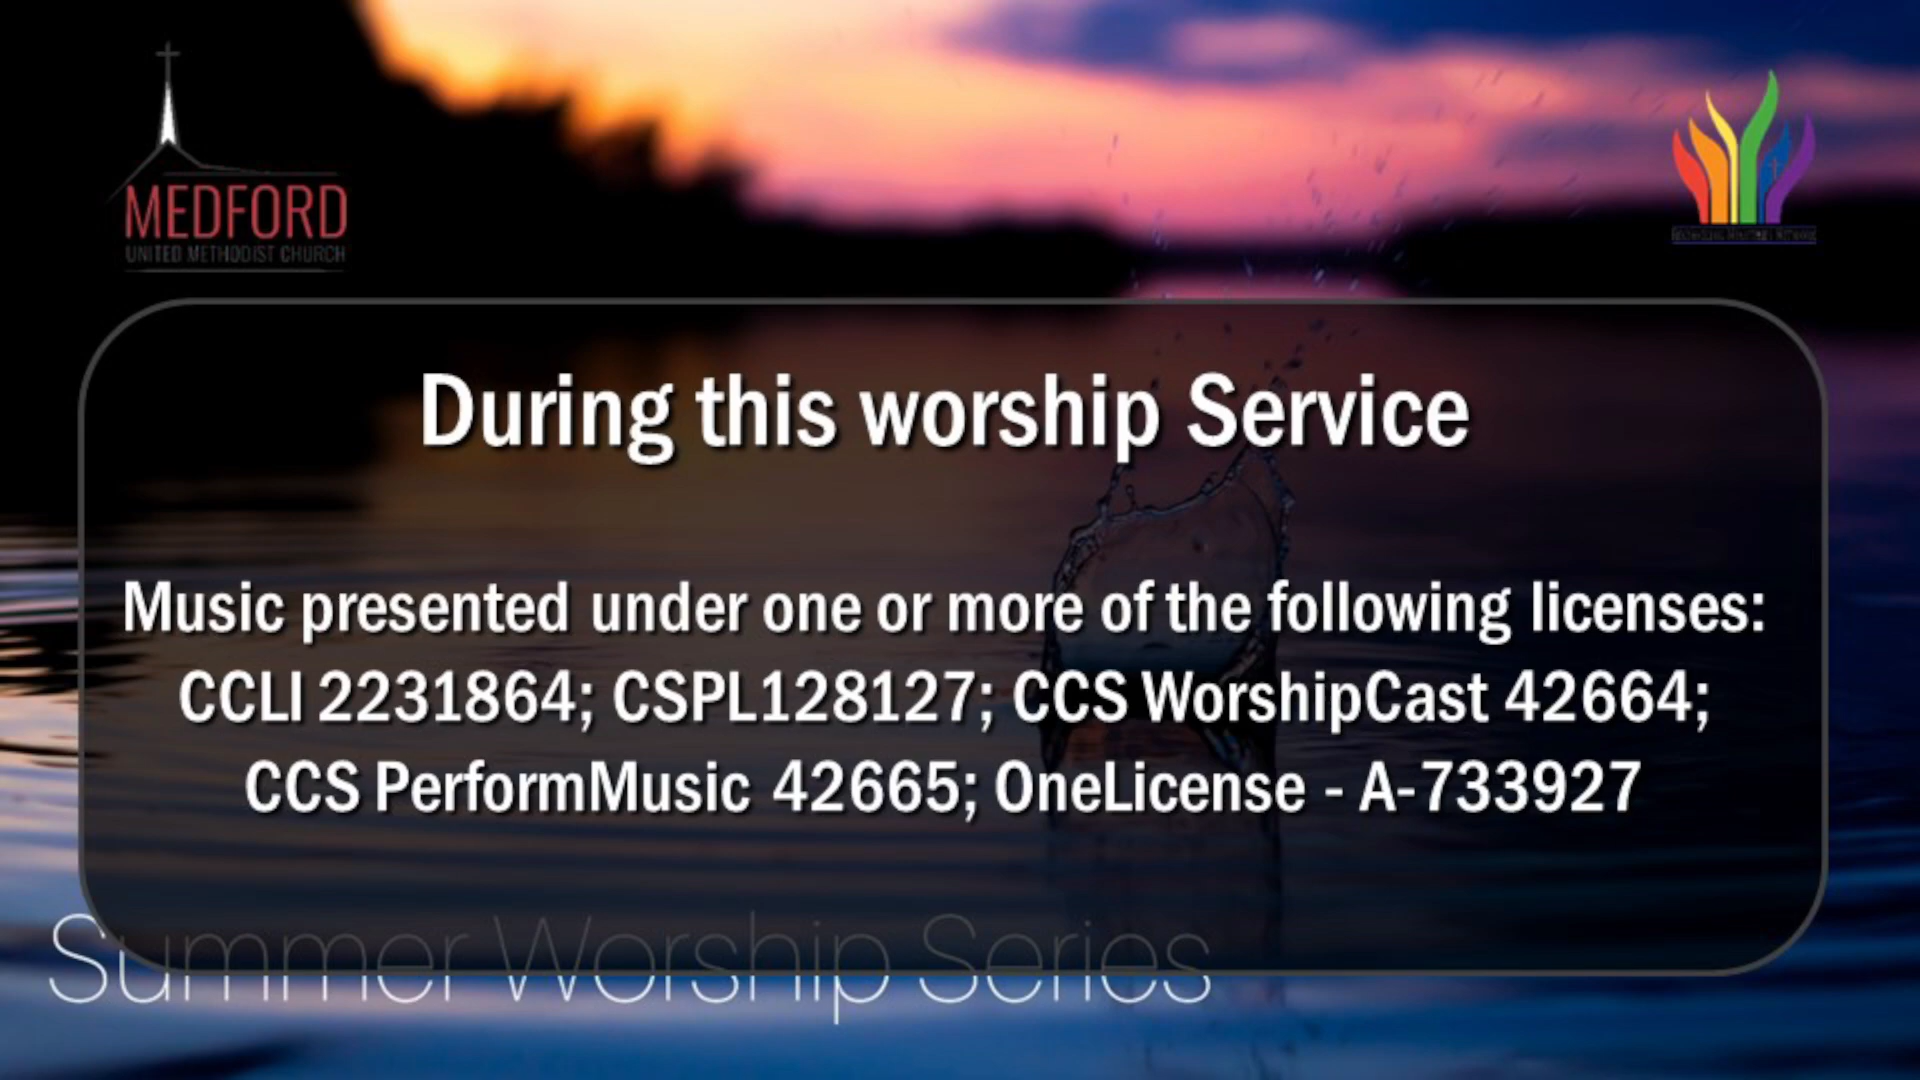 MEDFORD
UNITED METHODIST CHURCH
During this worship Service
Music presented under one or more of the following licenses:
CCLI 2231864; CSPL128127; CCS WorshipCast 42664;
CCS PerformMusic 42665; OneLicense - A-733927
Summer Worship Series